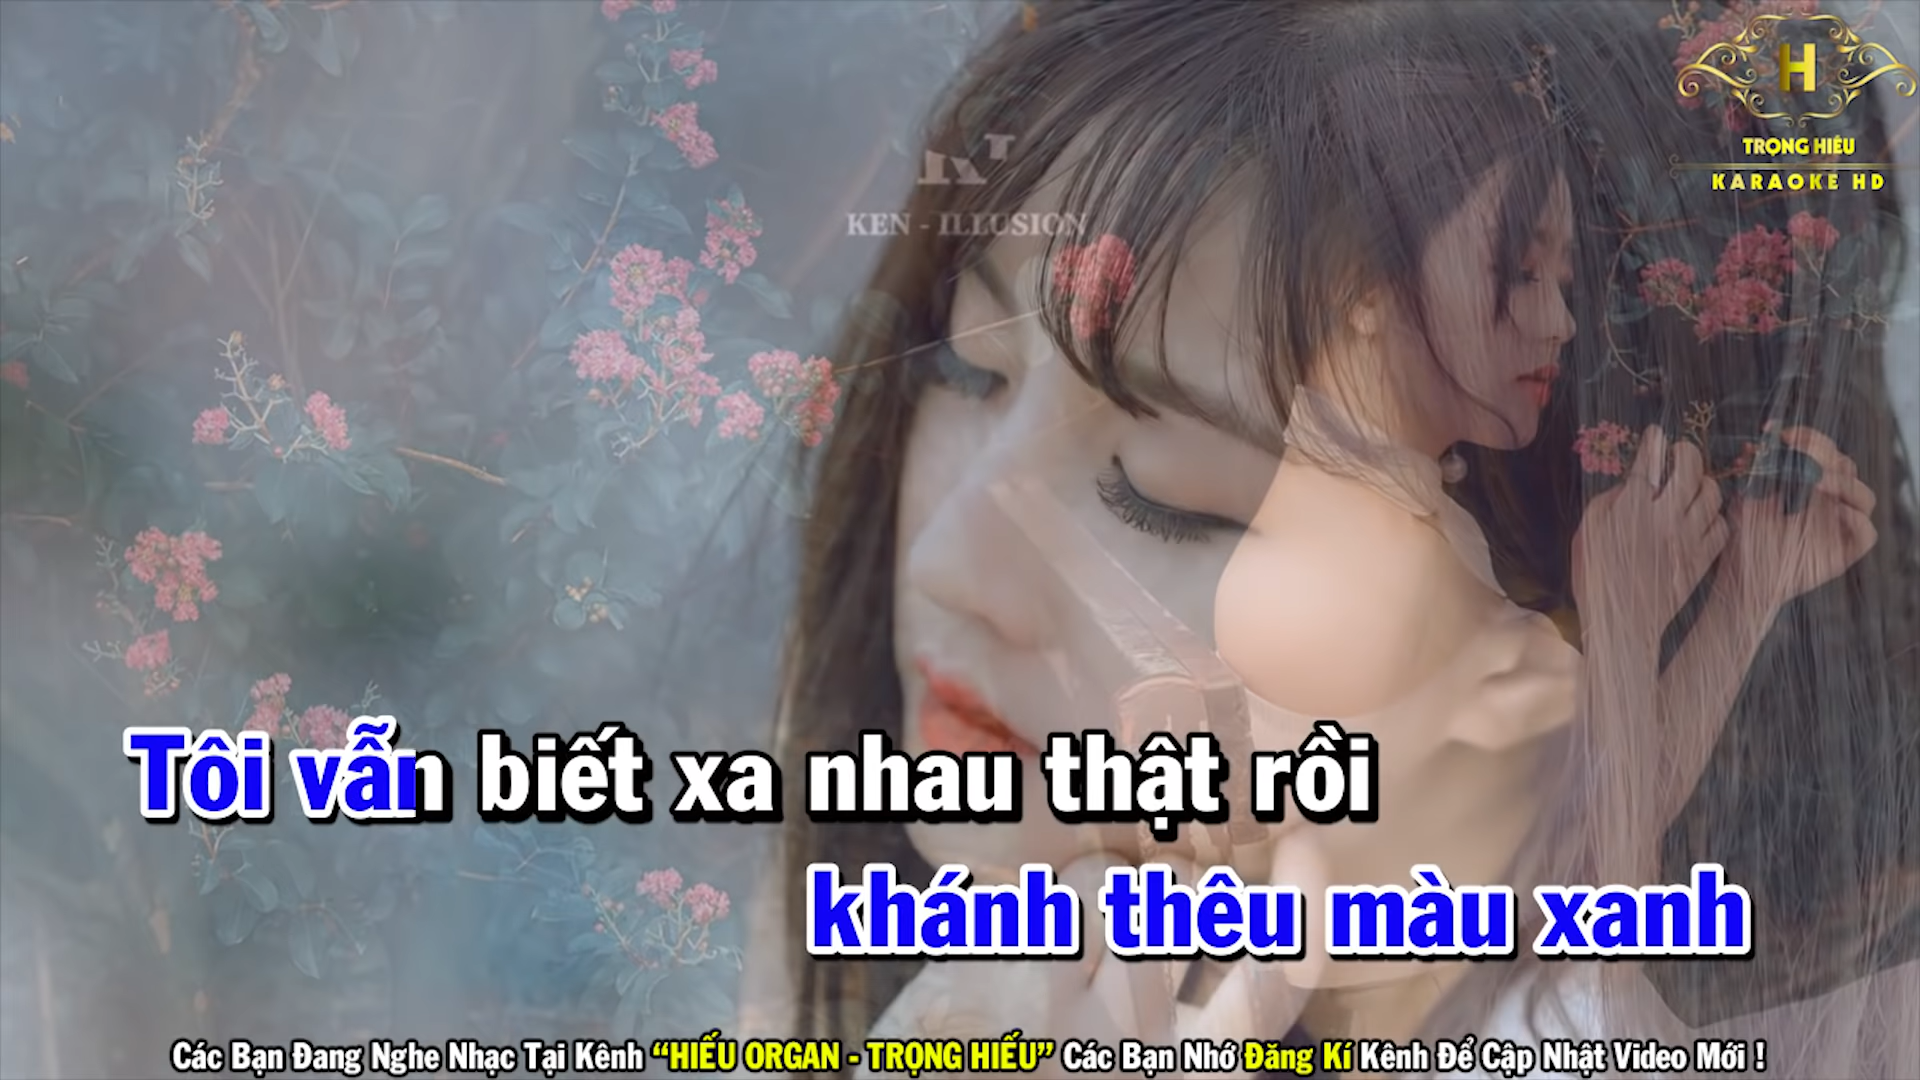 H
TRỌNG HIẾU
KARAOKE HD
KEN - ILLUSION
Tôi vẫn biết xa nhau thật rồi
khánh thêu màu xanh
Các Bạn Đang Nghe Nhạc Tại Kênh “HIẾU ORGAN - TRỌNG HIẾU” Các Bạn Nhớ Đăng Kí Kênh Để Cập Nhật Video Mới !